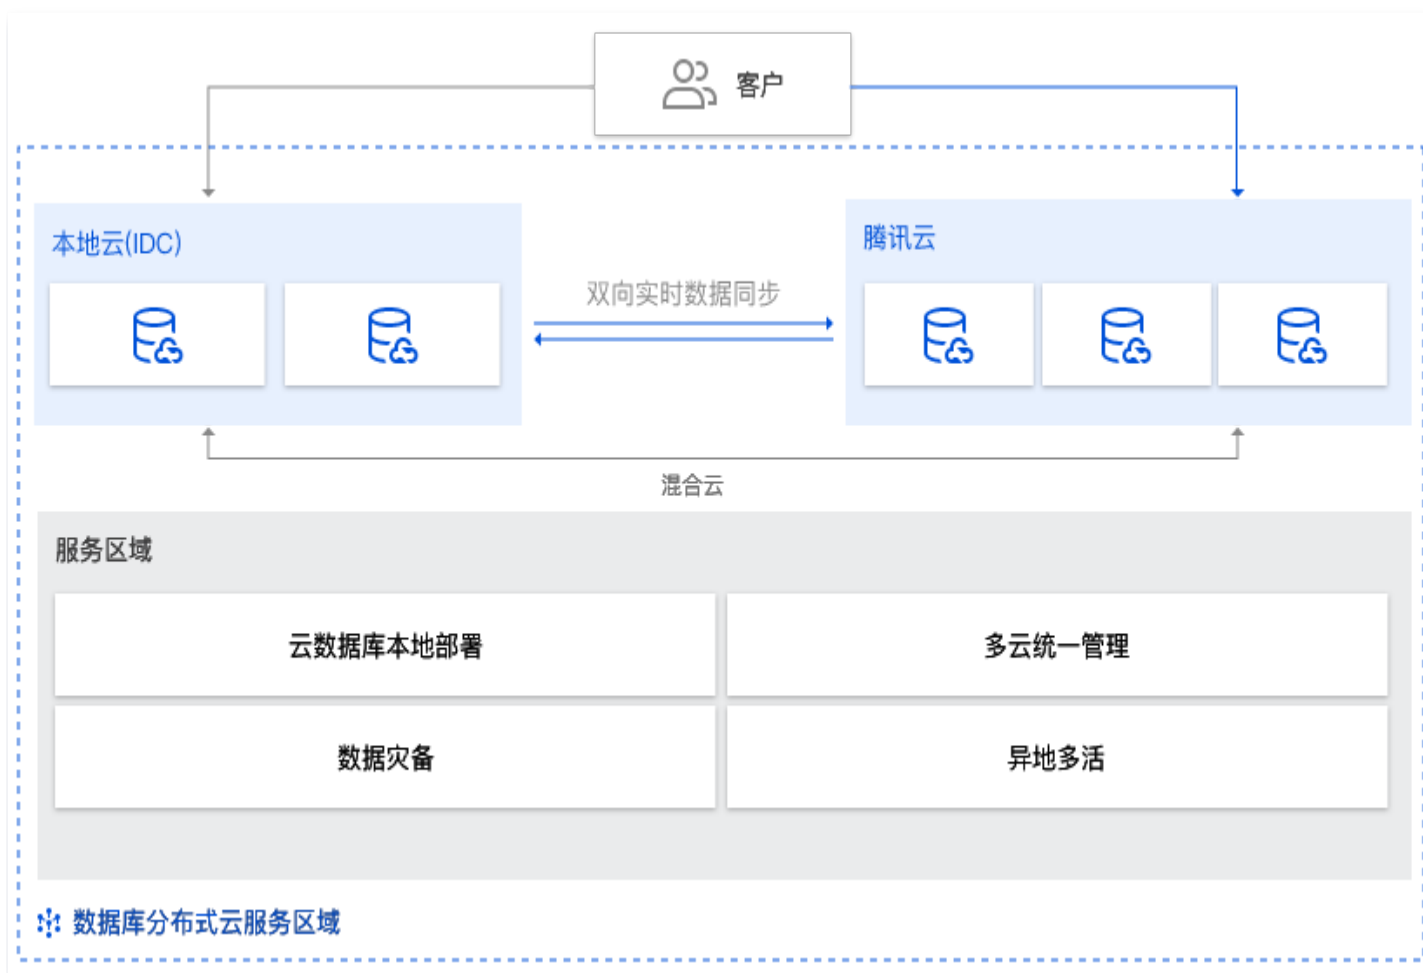 客户
本地云(IDC)
腾讯云
双向实时数据同步
混合云
服务区域
云数据库本地部署
多云统一管理
数据灾备
异地多活
数据库分布式云服务区域